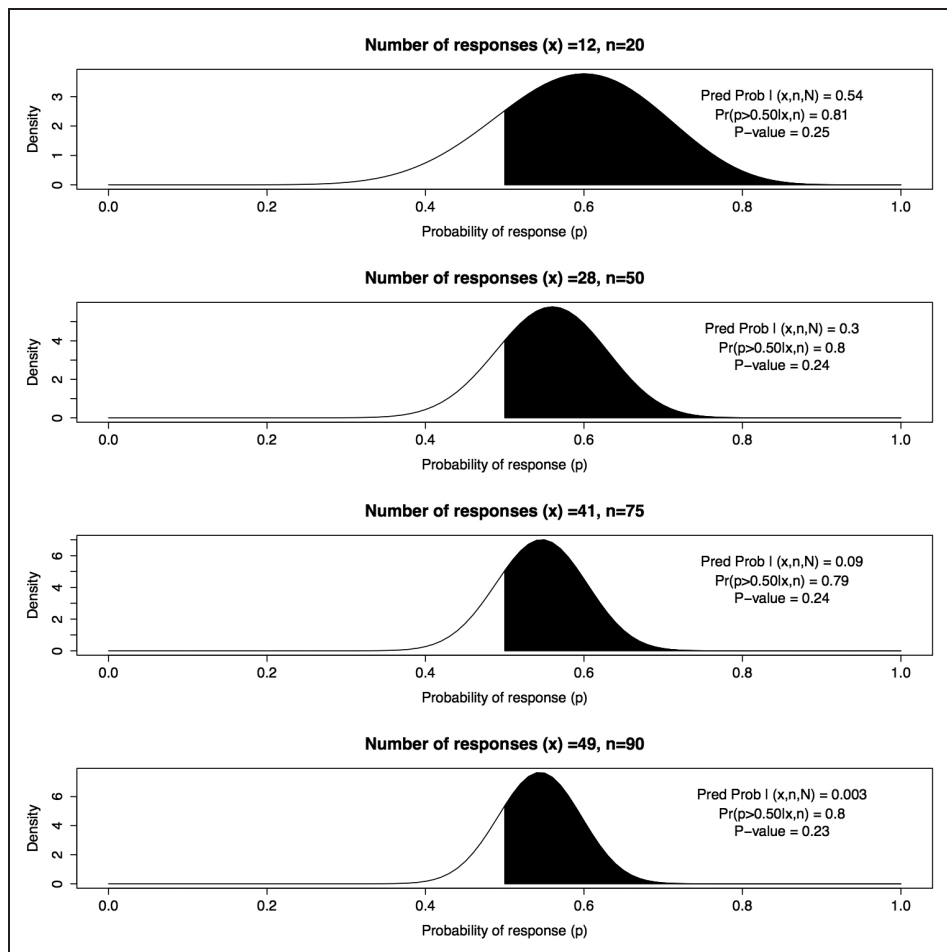 Number of responses (x) =12, n=20
Density
0 1 2 3
Pred Prob | (x,n,N) = 0.54
Pr(p>0.50|x,n) = 0.81
P−value = 0.25
0.0 0.2 0.4 0.6 0.8 1.0
Probability of response (p)
Number of responses (x) =28, n=50
Density
0 2 4
Pred Prob | (x,n,N) = 0.3
Pr(p>0.50|x,n) = 0.8
P−value = 0.24
0.0 0.2 0.4 0.6 0.8 1.0
Probability of response (p)
Number of responses (x) =41, n=75
Density
0 2 4 6
Pred Prob | (x,n,N) = 0.09
Pr(p>0.50|x,n) = 0.79
P−value = 0.24
0.0 0.2 0.4 0.6 0.8 1.0
Probability of response (p)
Number of responses (x) =49, n=90
Density
0 2 4 6
Pred Prob | (x,n,N) = 0.003
Pr(p>0.50|x,n) = 0.8
P−value = 0.23
0.0 0.2 0.4 0.6 0.8 1.0
Probability of response (p)